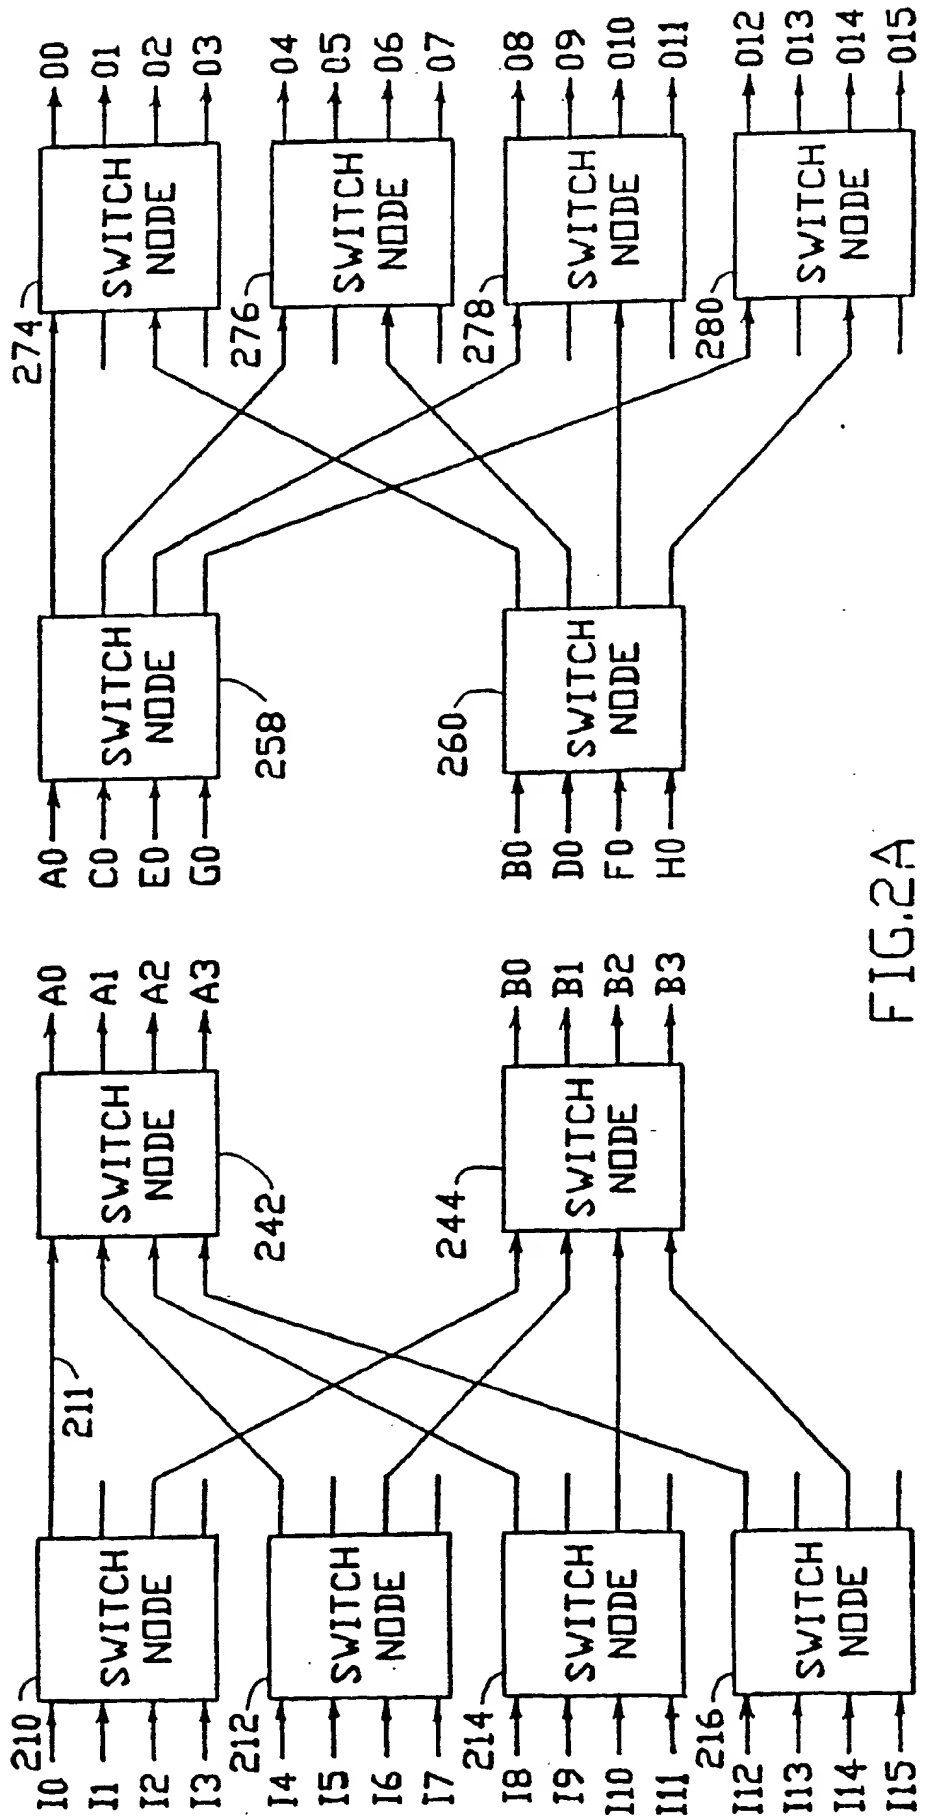 210
I0
I1
I2
I3
SWITCH
NODE
211
212
I4
I5
I6
I7
SWITCH
NODE
214
I8
I9
I10
I11
SWITCH
NODE
216
I12
I13
I14
I15
SWITCH
NODE
SWITCH
NODE
242
A0
A1
A2
A3
244
SWITCH
NODE
B0
B1
B2
B3
A0
C0
E0
G0
SWITCH
NODE
258
260
B0
D0
F0
H0
SWITCH
NODE
274
SWITCH
NODE
O0
O1
O2
O3
276
SWITCH
NODE
O4
O5
O6
O7
278
SWITCH
NODE
O8
O9
O10
O11
280
SWITCH
NODE
O12
O13
O14
O15
FIG.2A